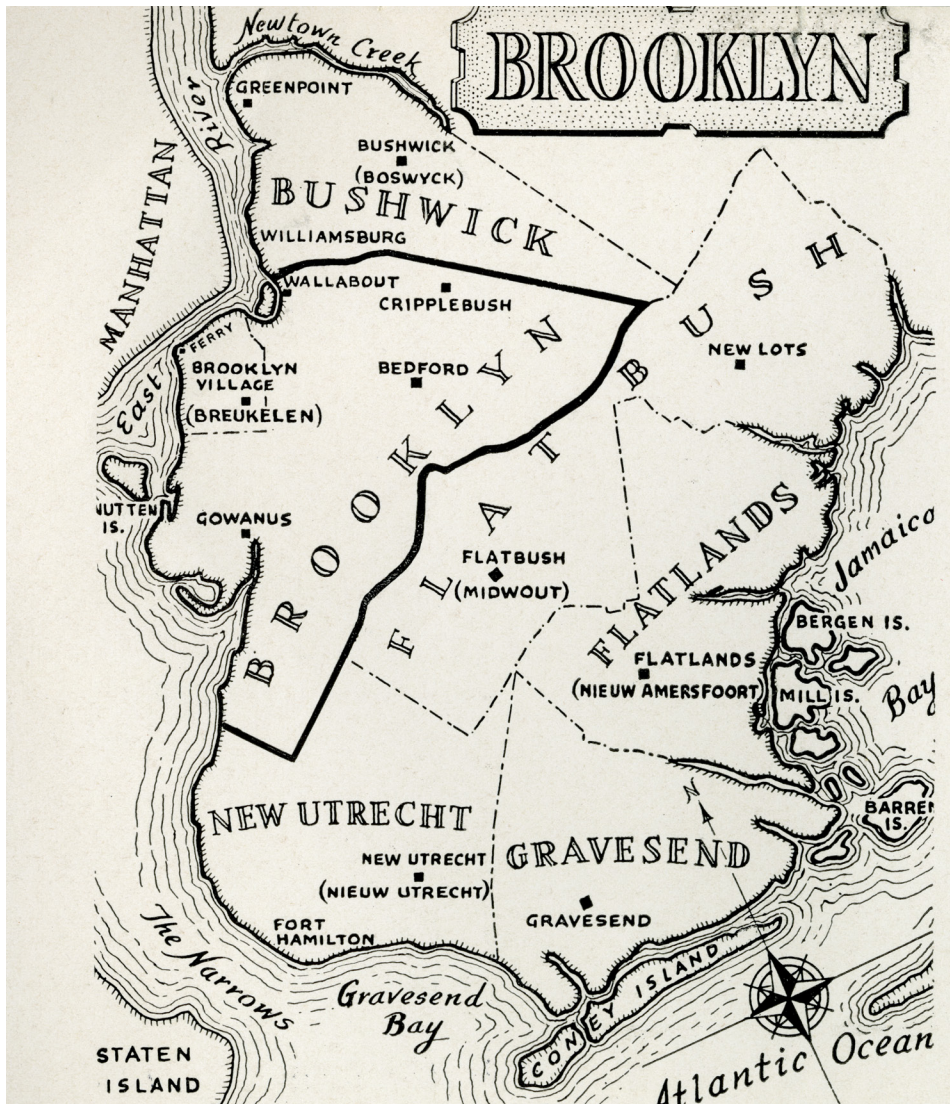 BROOKLYN
Newtown Creek
GREENPOINT
River
BUSHWICK
(BOSWYCK)
BUSHWICK
MANHATTAN
WILLIAMSBURG
WALLABOUT
CRIPPLEBUSH
FERRY
BROOKLYN
VILLAGE
(BREUKELEN)
BEDFORD
East
NEW LOTS
FLATBUSH
BROOKLYN
NUTTEN
IS.
GOWANUS
FLATBUSH
(MIDWOUT)
FLATLANDS
Jamaica
Bay
BERGEN IS.
FLATLANDS
(NIEUW AMERSFOORT)
MILL IS.
BARREN
IS.
N
NEW UTRECHT
NEW UTRECHT
(NIEUW UTRECHT)
GRAVESEND
GRAVESEND
FORT
HAMILTON
The Narrows
Gravesend
Bay
CONEY ISLAND
STATEN
ISLAND
Atlantic Ocean